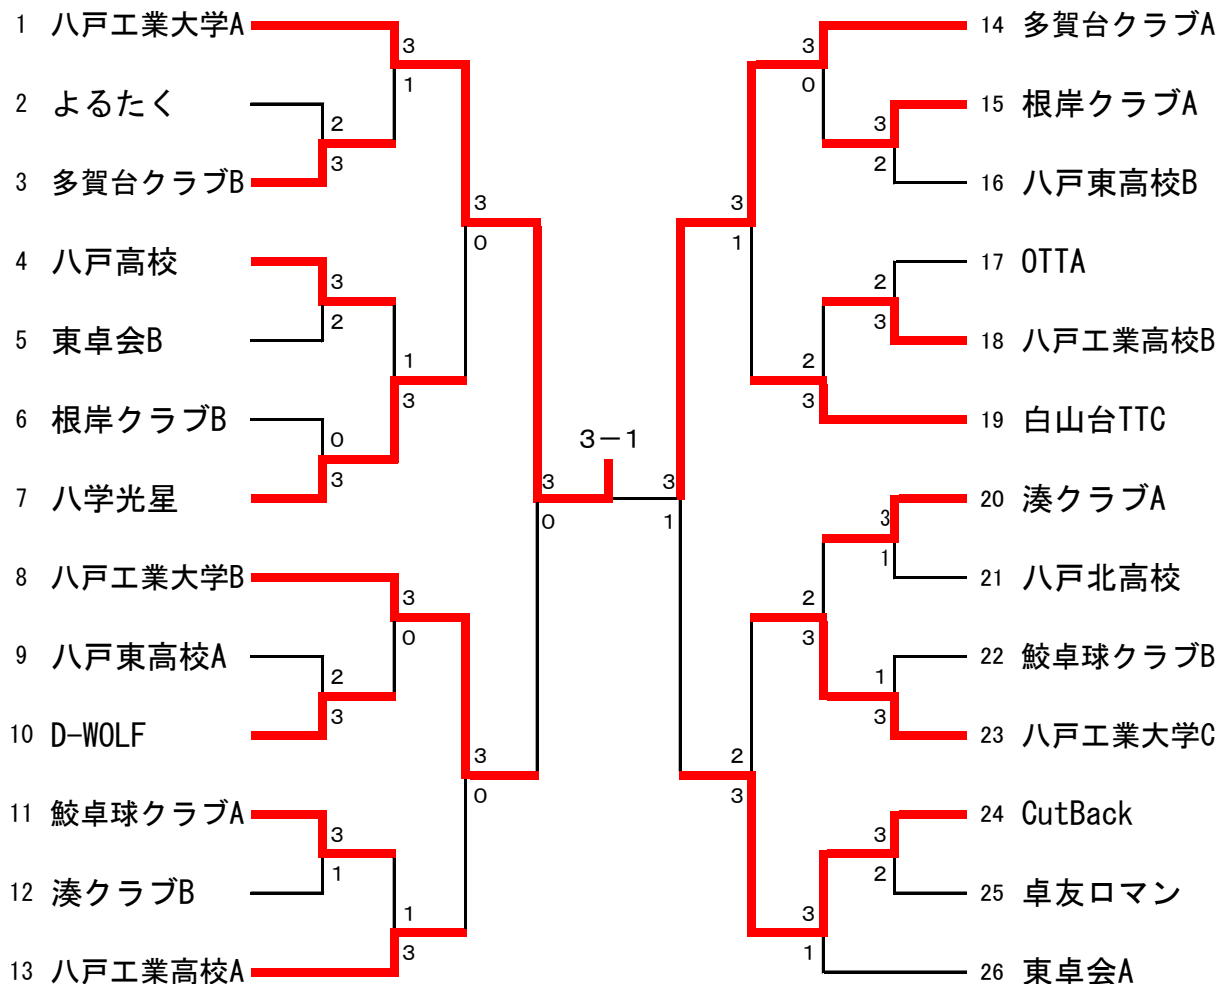 1 八戸工業大学A
2 よるたく
3 多賀台クラブB
4 八戸高校
5 東卓会B
6 根岸クラブB
7 八学光星
8 八戸工業大学B
9 八戸東高校A
10 D-WOLF
11 鮫卓球クラブA
12 湊クラブB
13 八戸工業高校A
3
1
2
3
3
2
0
3
3
0
2
3
3
1
1
3
3
0
1
3
3
0
3
0
3－1
3
1
3
1
2
3
3
0
2
3
2
3
3
1
3
2
2
3
3
1
1
3
3
2
14 多賀台クラブA
15 根岸クラブA
16 八戸東高校B
17 OTTA
18 八戸工業高校B
19 白山台TTC
20 湊クラブA
21 八戸北高校
22 鮫卓球クラブB
23 八戸工業大学C
24 CutBack
25 卓友ロマン
26 東卓会A